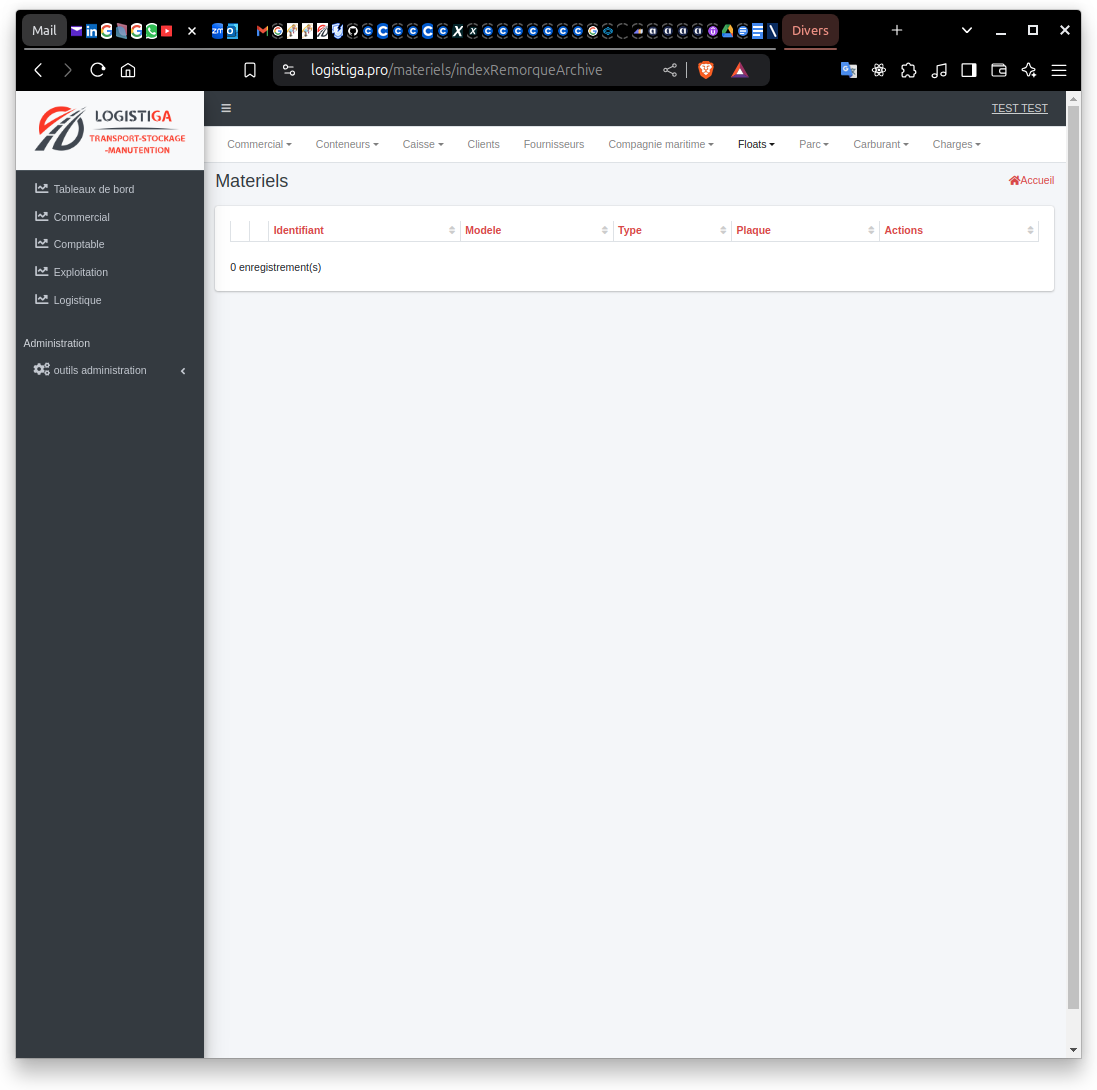 Mail
Divers
logistiga.pro/materiels/indexRemorqueArchive
LOGISTIGA
TRANSPORT-STOCKAGE
-MANUTENTION
TEST TEST
Commercial Conteneurs Caisse Clients Fournisseurs Compagnie maritime Floats Parc Carburant Charges
Tableaux de bord
Commercial
Comptable
Exploitation
Logistique
Administration
outils administration
Materiels
Accueil
Identifiant Modele Type Plaque Actions
0 enregistrement(s)